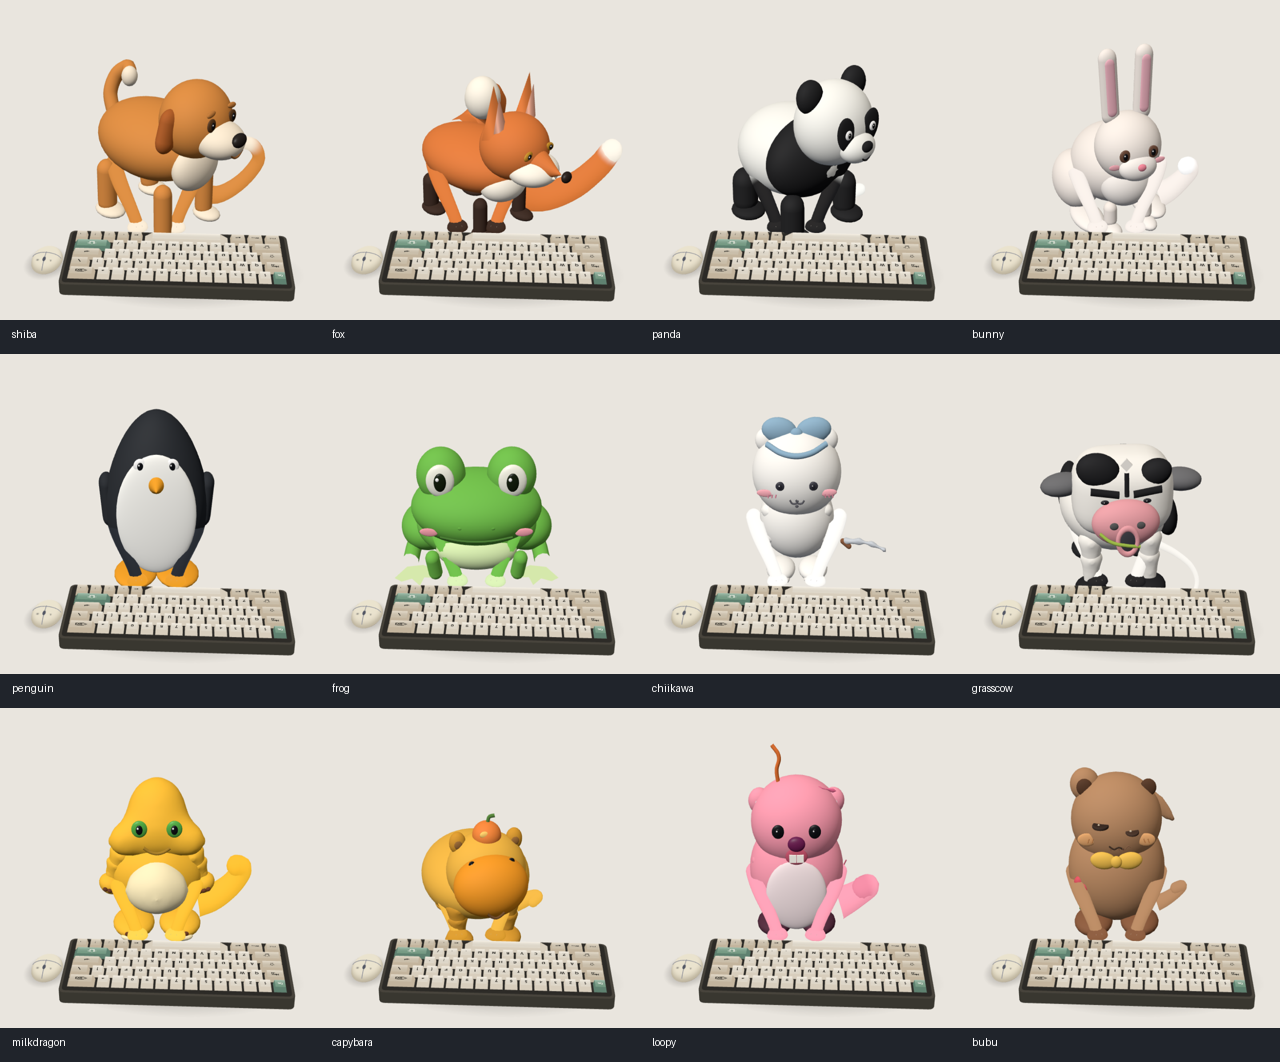 shiba
fox
panda
bunny
penguin
frog
chiikawa
grasscow
milkdragon
capybara
loopy
bubu